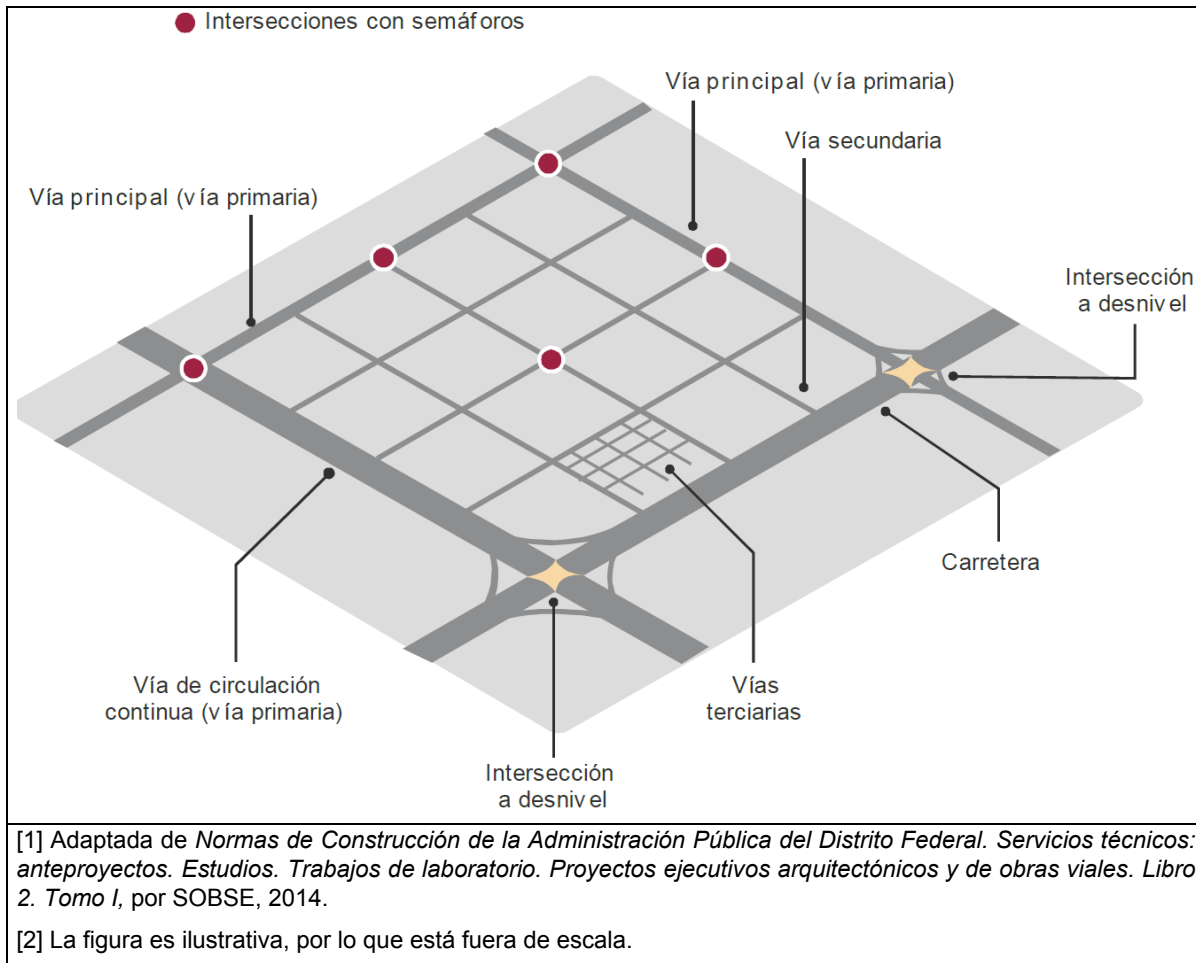 Intersecciones con semáforos
Vía principal (vía primaria)
Vía secundaria
Vía principal (vía primaria)
Intersección
a desnivel
Carretera
Vía de circulación
continua (vía primaria)
Vías
terciarias
Intersección
a desnivel
[1] Adaptada de Normas de Construcción de la Administración Pública del Distrito Federal. Servicios técnicos:
anteproyectos. Estudios. Trabajos de laboratorio. Proyectos ejecutivos arquitectónicos y de obras viales. Libro
2. Tomo I, por SOBSE, 2014.
[2] La figura es ilustrativa, por lo que está fuera de escala.